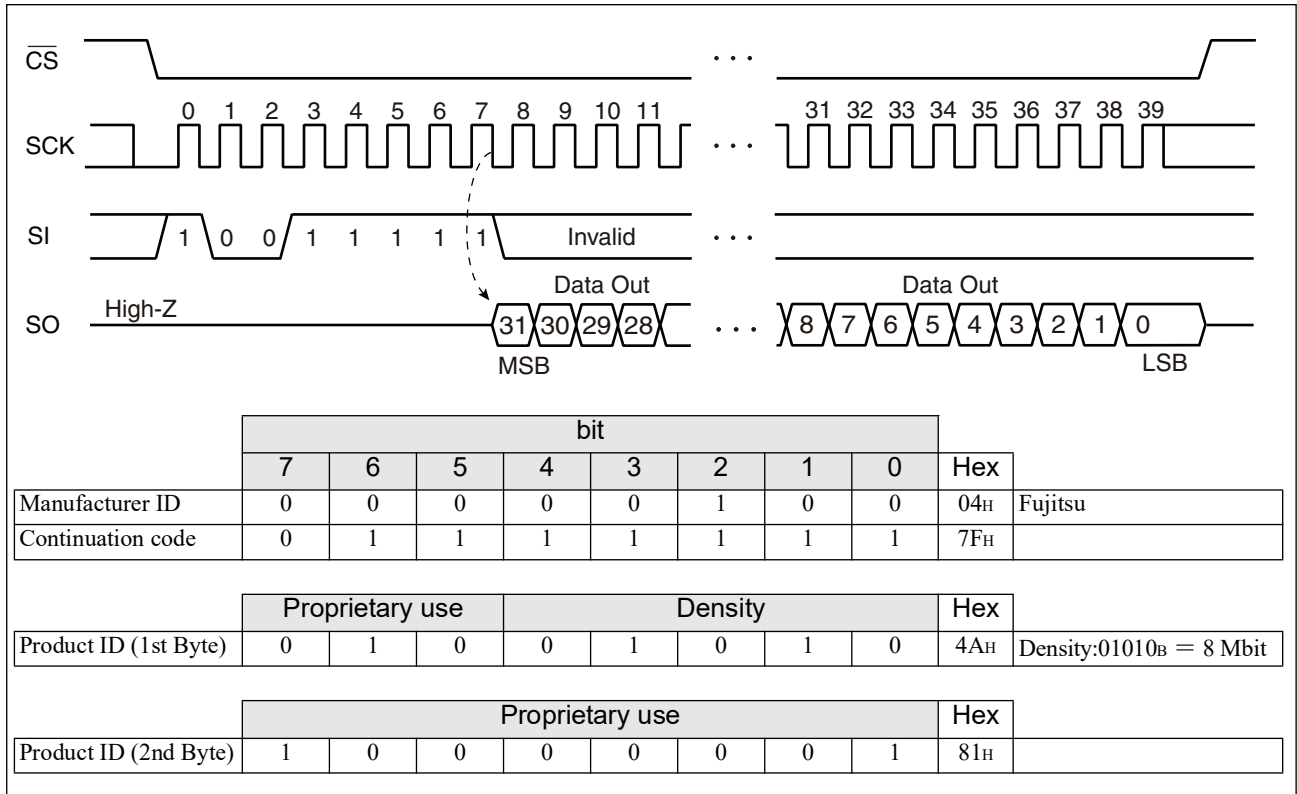 CS
0 1 2 3 4 5 6 7 8 9 10 11 31 32 33 34 35 36 37 38 39
SCK
SI 1 0 0 1 1 1 1 1 Invalid
Data Out Data Out
High-Z
SO 31 30 29 28 8 7 6 5 4 3 2 1 0
MSB LSB
bit
7 6 5 4 3 2 1 0 Hex
Manufacturer ID 0 0 0 0 0 1 0 0 04H Fujitsu
Continuation code 0 1 1 1 1 1 1 1 7FH
Proprietary use Density Hex
Product ID (1st Byte) 0 1 0 0 1 0 1 0 4AH Density:01010B = 8 Mbit
Proprietary use Hex
Product ID (2nd Byte) 1 0 0 0 0 0 0 1 81H